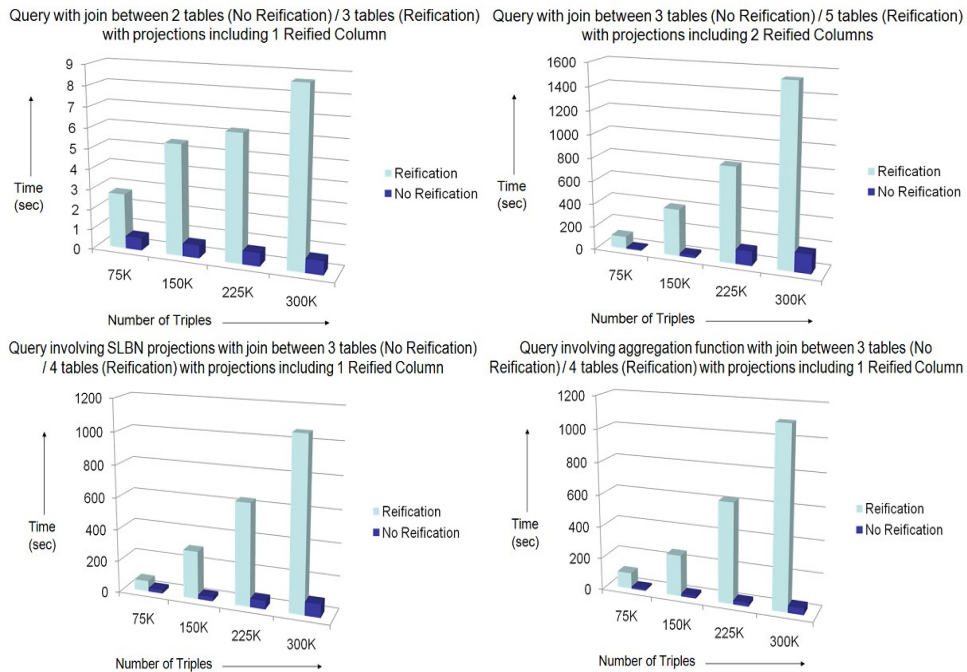 Query with join between 2 tables (No Reification) / 3 tables (Reification)
with projections including 1 Reified Column
9
8
7
6
5
4
3
2
1
0
Time
(sec)
75K
150K
225K
300K
Number of Triples
Reification
No Reification
Query with join between 3 tables (No Reification) / 5 tables (Reification)
with projections including 2 Reified Columns
1600
1400
1200
1000
800
600
400
200
0
Time
(sec)
75K
150K
225K
300K
Number of Triples
Reification
No Reification
Query involving SLBN projections with join between 3 tables (No Reification)
/ 4 tables (Reification) with projections including 1 Reified Column
1200
1000
800
600
400
200
0
Time
(sec)
75K
150K
225K
300K
Number of Triples
Reification
No Reification
Query involving aggregation function with join between 3 tables (No
Reification) / 4 tables (Reification) with projections including 1 Reified Column
1200
1000
800
600
400
200
0
Time
(sec)
75K
150K
225K
300K
Number of Triples
Reification
No Reification